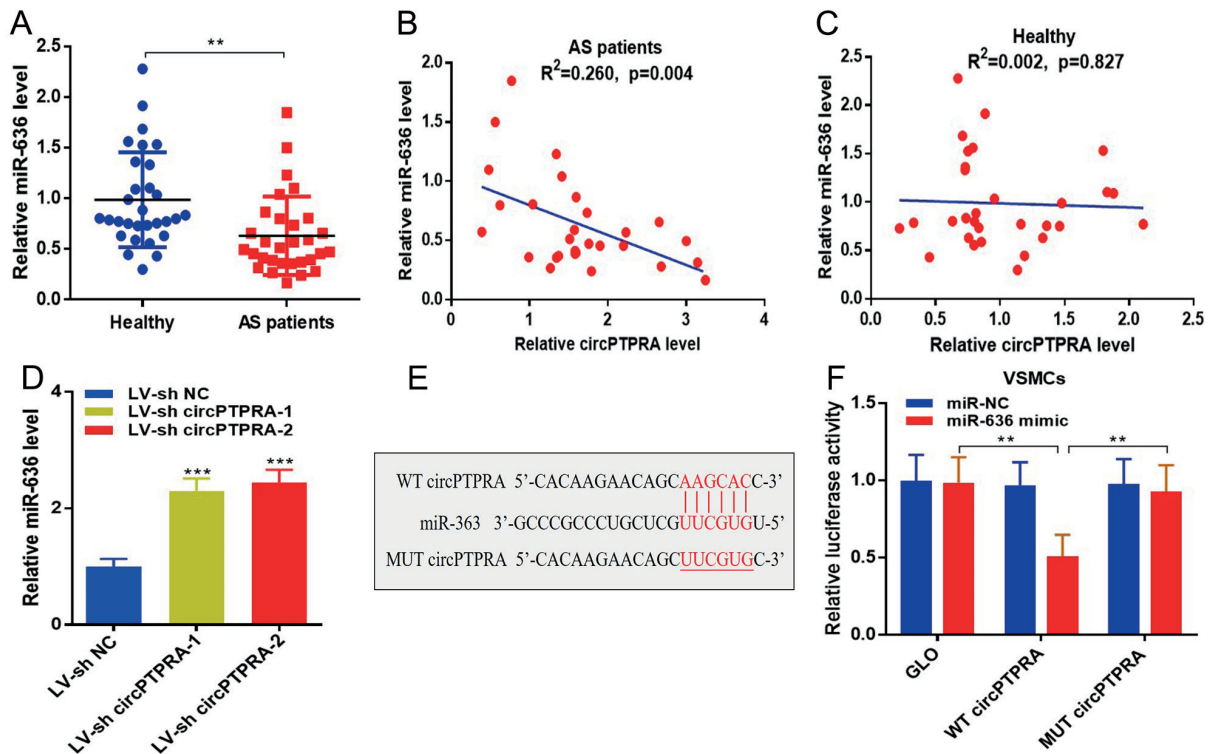 A
**
Relative miR-636 level
2.5
2.0
1.5
1.0
0.5
0.0
Healthy
AS patients
B
AS patients
R²=0.260, p=0.004
Relative miR-636 level
2.0
1.5
1.0
0.5
0.0
0
1
2
3
4
Relative circPTPRA level
C
Healthy
R²=0.002, p=0.827
Relative miR-636 level
2.5
2.0
1.5
1.0
0.5
0.0
0.0
0.5
1.0
1.5
2.0
2.5
Relative circPTPRA level
D
LV-sh NC
LV-sh circPTPRA-1
LV-sh circPTPRA-2
Relative miR-636 level
4
2
0
***
***
LV-sh NC
LV-sh circPTPRA-1
LV-sh circPTPRA-2
E
WT circPTPRA 5’-CACAAGAACAGCAAGCACC-3’
miR-363 3’-GCCCGCCCUGCUCGUUCGUGU-5’
MUT circPTPRA 5’-CACAAGAACAGCUUCGUGC-3’
F
VSMCs
miR-NC
miR-636 mimic
Relative luciferase activity
1.5
1.0
0.5
0.0
**
**
GLO
WT circPTPRA
MUT circPTPRA